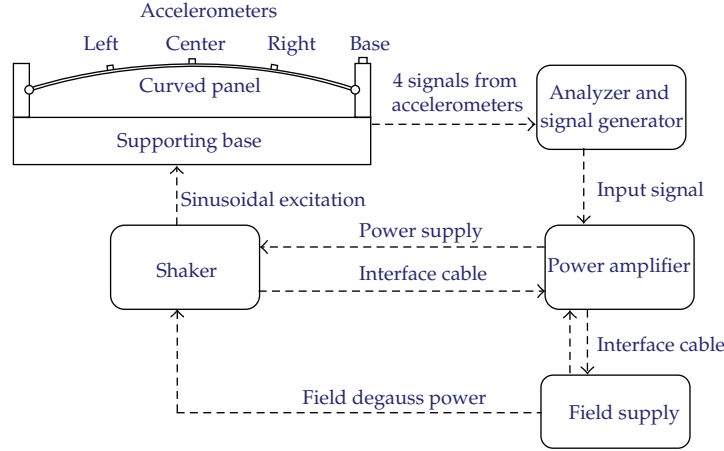 Accelerometers
Left Center Right Base
Curved panel
Supporting base
4 signals from
accelerometers
Analyzer and
signal generator
Input signal
Sinusoidal excitation
Power supply
Shaker
Interface cable
Power amplifier
Interface cable
Field degauss power
Field supply